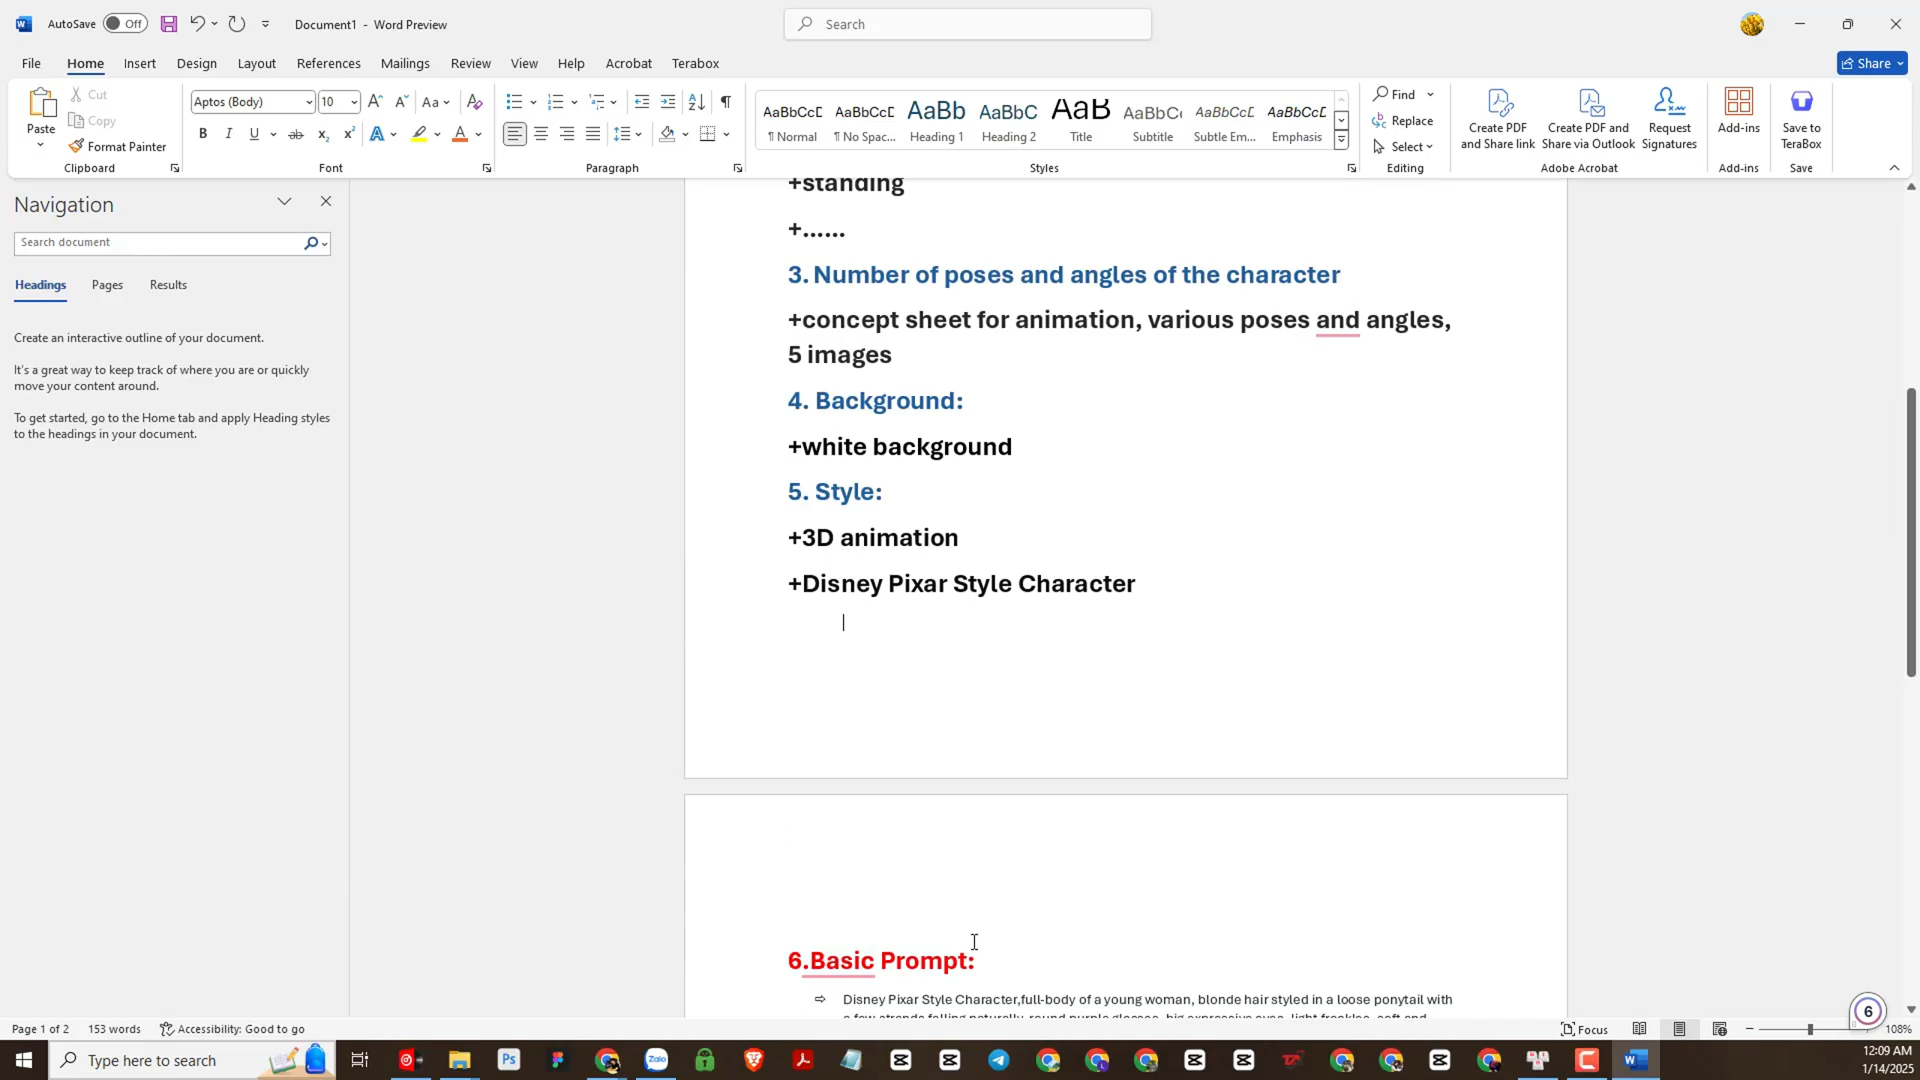 AutoSave Off Document1 - Word Preview Search
File Home Insert Design Layout References Mailings Review View Help Acrobat Terabox Share
Paste Cut Copy Format Painter Clipboard
Aptos (Body) 10 Font
Paragraph
AaBbCcD AaBbCcD AaBb AaBbC AaB AaBbCc AaBbCcD AaBbCcD
¶ Normal ¶ No Spac... Heading 1 Heading 2 Title Subtitle Subtle Em... Emphasis
Styles
Find Replace Select Editing
Create PDF and Share link Create PDF and Share via Outlook Request Signatures Adobe Acrobat
Add-ins Add-ins
Save to TeraBox Save
Navigation
Search document
Headings Pages Results
Create an interactive outline of your document.
It's a great way to keep track of where you are or quickly
move your content around.
To get started, go to the Home tab and apply Heading styles
to the headings in your document.
+standing
+......
3. Number of poses and angles of the character
+concept sheet for animation, various poses and angles,
5 images
4. Background:
+white background
5. Style:
+3D animation
+Disney Pixar Style Character
6.Basic Prompt:
⇨ Disney Pixar Style Character,full-body of a young woman, blonde hair styled in a loose ponytail with
Page 1 of 2 153 words Accessibility: Good to go Focus 108%
6
Type here to search
12:09 AM
1/14/2025